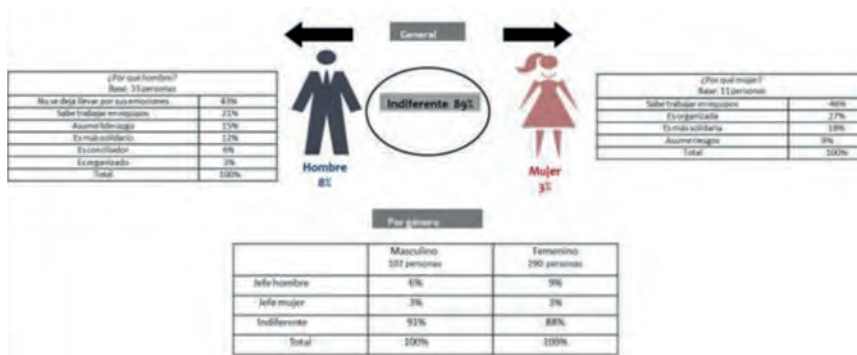 General
¿Por qué hombre?
Base: 33 personas
No se deja llevar por sus emociones 43%
Sabe trabajar en equipos 21%
Asume liderazgo 15%
Es más solidario 12%
Es conciliador 6%
Es organizado 3%
Total 100%
Indiferente 89%
Hombre
8%
Mujer
3%
¿Por qué mujer?
Base: 11 personas
Sabe trabajar en equipos 46%
Es organizada 27%
Es más solidaria 18%
Asume riesgos 9%
Total 100%
Por género
Masculino Femenino
107 personas 290 personas
Jefe hombre 6% 9%
Jefe mujer 3% 3%
Indiferente 91% 88%
Total 100% 100%